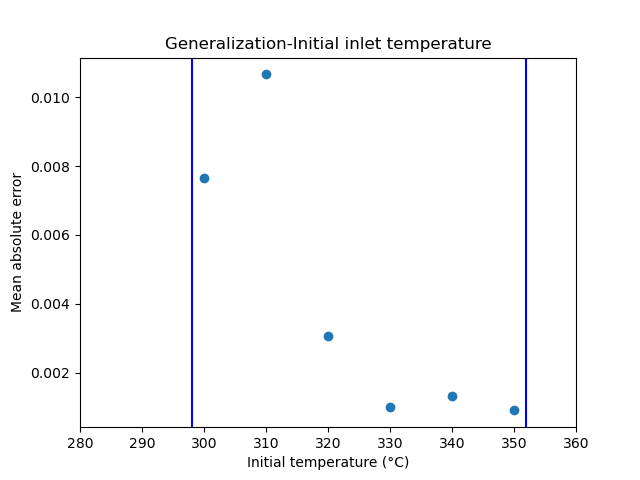 Generalization-Initial inlet temperature
Mean absolute error
0.010
0.008
0.006
0.004
0.002
280 290 300 310 320 330 340 350 360
Initial temperature (°C)